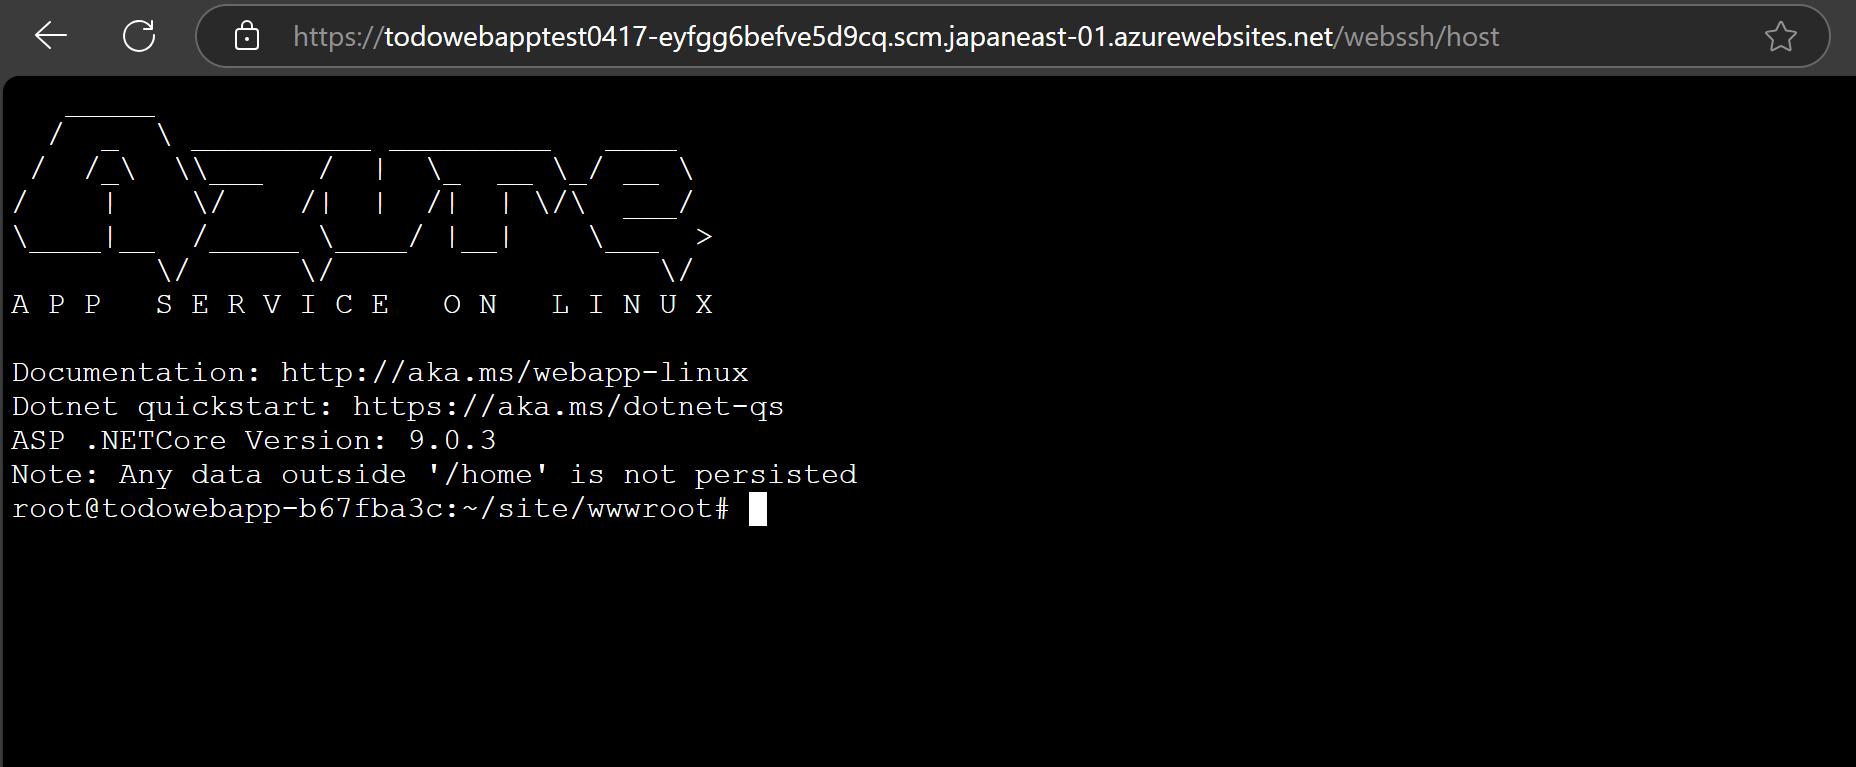 https://todowebapptest0417-eyfgg6befve5d9cq.scm.japaneast-01.azurewebsites.net/webssh/host
Azure
A P P   S E R V I C E   O N   L I N U X
Documentation: http://aka.ms/webapp-linux
Dotnet quickstart: https://aka.ms/dotnet-qs
ASP .NETCore Version: 9.0.3
Note: Any data outside '/home' is not persisted
root@todowebapp-b67fba3c:~/site/wwwroot#